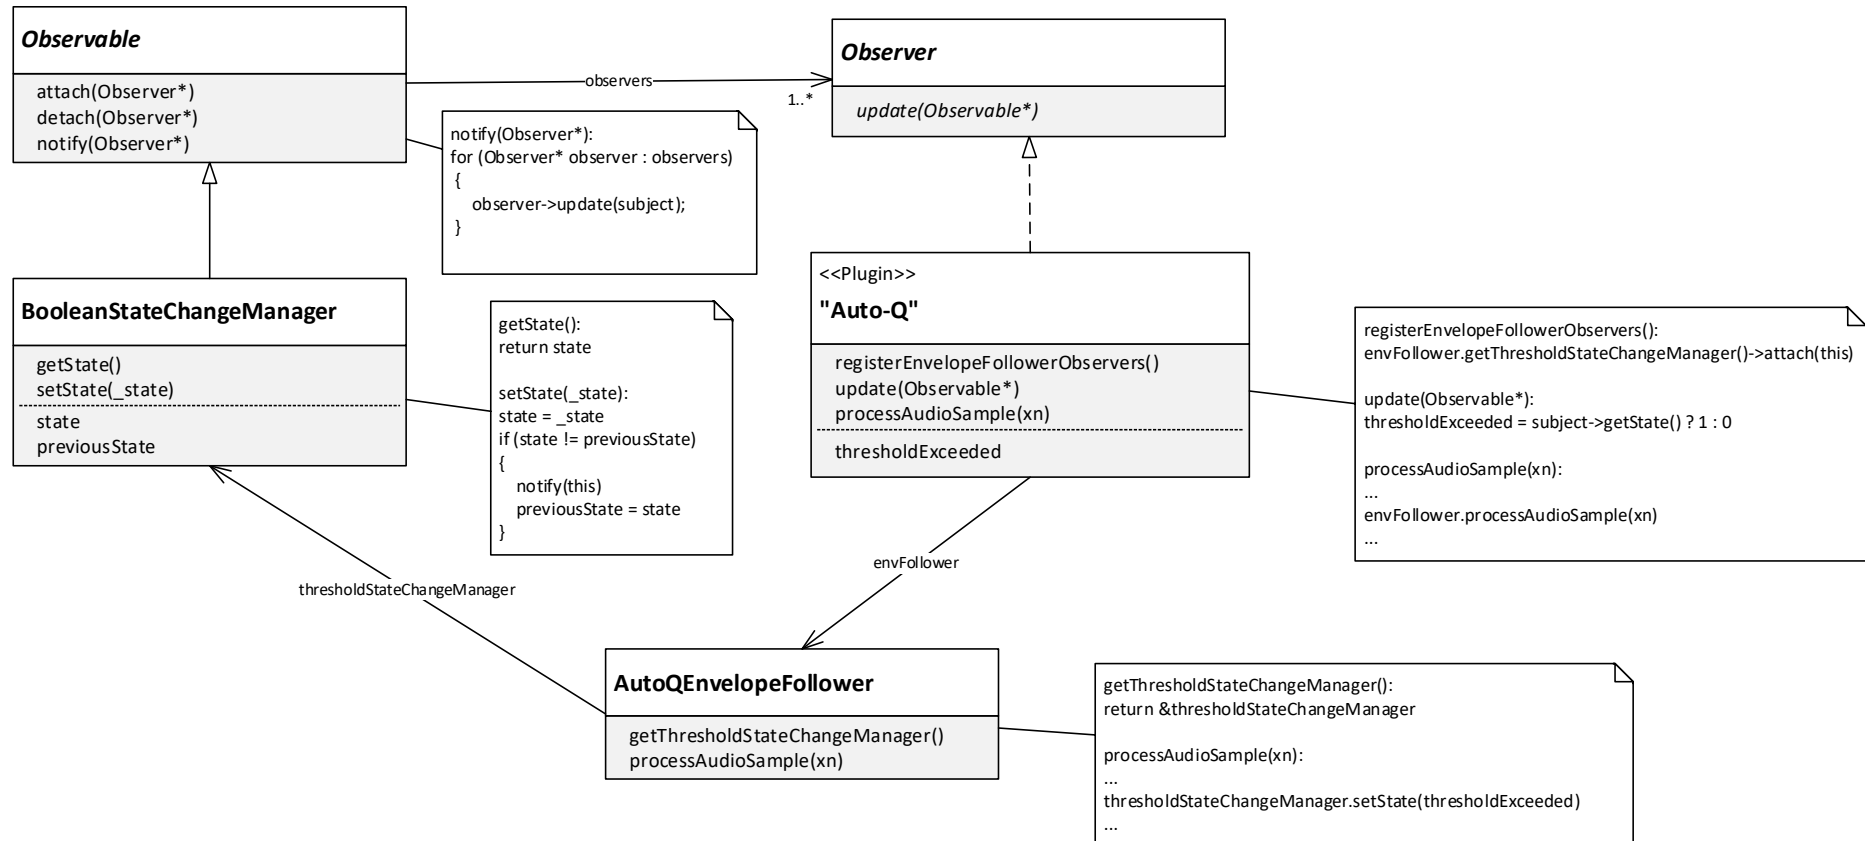 Observable
attach(Observer*)
detach(Observer*)
notify(Observer*)
observers
1..*
Observer
update(Observable*)
notify(Observer*):
for (Observer* observer : observers)
{
observer->update(subject);
}
BooleanStateChangeManager
getState()
setState(_state)
state
previousState
getState():
return state
setState(_state):
state = _state
if (state != previousState)
{
notify(this)
previousState = state
}
<<Plugin>>
"Auto-Q"
registerEnvelopeFollowerObservers()
update(Observable*)
processAudioSample(xn)
thresholdExceeded
registerEnvelopeFollowerObservers():
envFollower.getThresholdStateChangeManager()->attach(this)
update(Observable*):
thresholdExceeded = subject->getState() ? 1 : 0
processAudioSample(xn):
...
envFollower.processAudioSample(xn)
...
thresholdStateChangeManager
envFollower
AutoQEnvelopeFollower
getThresholdStateChangeManager()
processAudioSample(xn)
getThresholdStateChangeManager():
return &thresholdStateChangeManager
processAudioSample(xn):
...
thresholdStateChangeManager.setState(thresholdExceeded)
...